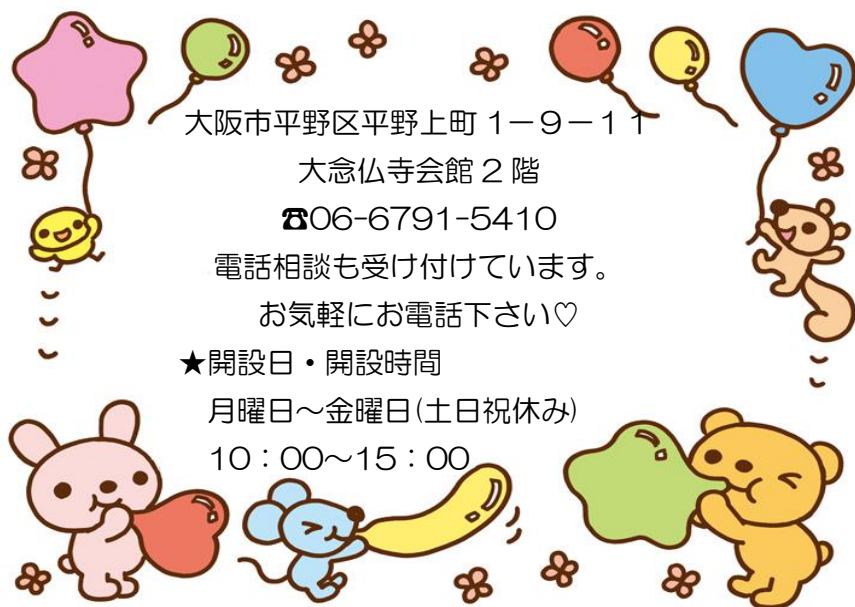 大阪市平野区平野上町1－9－11
大念仏寺会館2階
☎06-6791-5410
電話相談も受け付けています。
お気軽にお電話下さい♡
★開設日・開設時間
月曜日～金曜日(土日祝休み)
10：00～15：00